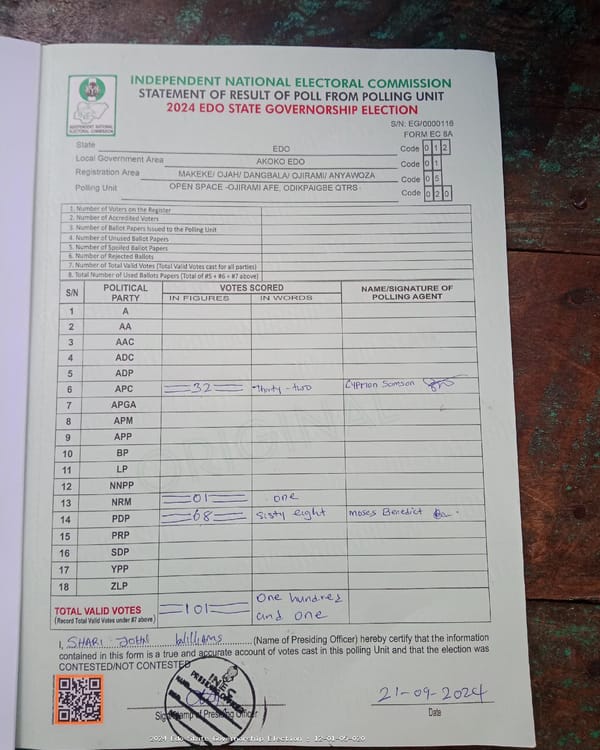 INDEPENDENT NATIONAL ELECTORAL COMMISSION
STATEMENT OF RESULT OF POLL FROM POLLING UNIT
2024 EDO STATE GOVERNORSHIP ELECTION
INEC
INDEPENDENT NATIONAL ELECTORAL COMMISSION
S/N: EG/0000116
FORM EC 8A
State EDO Code 0 1 2
Local Government Area AKOKO EDO Code 0 1
Registration Area MAKEKE/ OJAH/ DANGBALA/ OJIRAMI/ ANYAWOZA Code 0 5
Polling Unit OPEN SPACE -OJIRAMI AFE, ODIKPAIGBE QTRS Code 0 2 0
1. Number of Voters on the Register
2. Number of Accredited Voters
3. Number of Ballot Papers Issued to the Polling Unit
4. Number of Unused Ballot Papers
5. Number of Spoiled Ballot Papers
6. Number of Rejected Ballots
7. Number of Total Valid Votes (Total Valid Votes cast for all parties)
8. Total Number of Used Ballots Papers (Total of #5 + #6 + #7 above)
S/N POLITICAL PARTY VOTES SCORED NAME/SIGNATURE OF POLLING AGENT
IN FIGURES IN WORDS
1 A
2 AA
3 AAC
4 ADC
5 ADP
6 APC 32 Thirty-two Cyprian Samson
7 APGA
8 APM
9 APP
10 BP
11 LP
12 NNPP
13 NRM 01 one
14 PDP 68 Sisty eight Moses Benedict
15 PRP
16 SDP
17 YPP
18 ZLP
TOTAL VALID VOTES 101 One hundred
(Record Total Valid Votes under #7 above) and one
ORIGINAL
I, SHARI JOHN Williams (Name of Presiding Officer) hereby certify that the information
contained in this form is a true and accurate account of votes cast in this polling Unit and that the election was
CONTESTED/NOT CONTESTED
INEC
PRESIDING OFFICER
21-09-2024
Sign/Stamp of Presiding Officer Date
2024 Edo State Governorship Election - 12-01-05-020